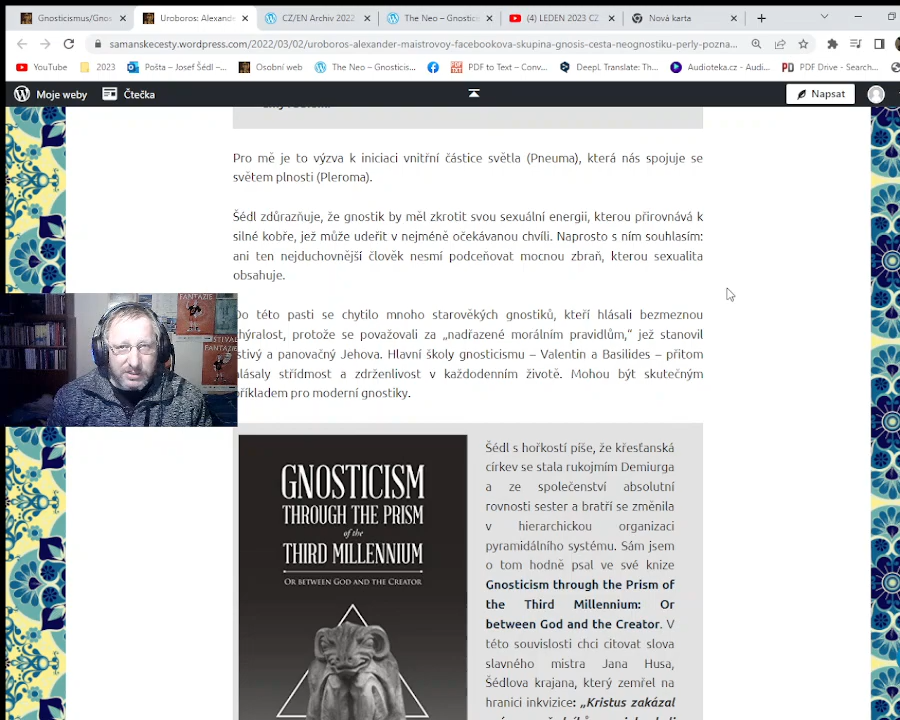 Gnosticismus/Gnos
Uroboros: Alexande
CZ/EN Archiv 2022
The Neo – Gnostic
(4) LEDEN 2023 CZ
Nová karta
samanskecesty.wordpress.com/2022/03/02/uroboros-alexander-maistrovoy-facebookova-skupina-gnosis-cesta-neognostiku-perly-pozna...
YouTube
2023
Pošta – Josef Šédl –...
Osobní web
The Neo – Gnosticis...
PDF to Text – Conv...
DeepL Translate: Th...
Audioteka.cz - Audi...
PDF Drive - Search...
Moje weby
Čtečka
Napsat
Pro mě je to výzva k iniciaci vnitřní částice světla (Pneuma), která nás spojuje se
světem plnosti (Pleroma).
Šédl zdůrazňuje, že gnostik by měl zkrotit svou sexuální energii, kterou přirovnává k
silné kobře, jež může udeřit v nejméně očekávanou chvíli. Naprosto s ním souhlasím:
ani ten nejduchovnější člověk nesmí podceňovat mocnou zbraň, kterou sexualita
obsahuje.
Do této pasti se chytilo mnoho starověkých gnostiků, kteří hlásali bezmeznou
hýralost, protože se považovali za „nadřazené morálním pravidlům,“ jež stanovil
stivý a panovačný Jehova. Hlavní školy gnosticismu – Valentin a Basilides – přitom
hlásaly střídmost a zdrženlivost v každodenním životě. Mohou být skutečným
příkladem pro moderní gnostiky.
FANTAZIE
FESTIVAL
FANTAZIE
GNOSTICISM
THROUGH THE PRISM
of the
THIRD MILLENNIUM
OR BETWEEN GOD AND THE CREATOR
Šédl s hořkostí píše, že křesťanská
církev se stala rukojmím Demiurga
a ze společenství absolutní
rovnosti sester a bratří se změnila
v hierarchickou organizaci
pyramidálního systému. Sám jsem
o tom hodně psal ve své knize
Gnosticism through the Prism of
the Third Millennium: Or
between God and the Creator. V
této souvislosti chci citovat slova
slavného mistra Jana Husa,
Šédlova krajana, který zemřel na
hranici inkvizice: „Kristus zakázal